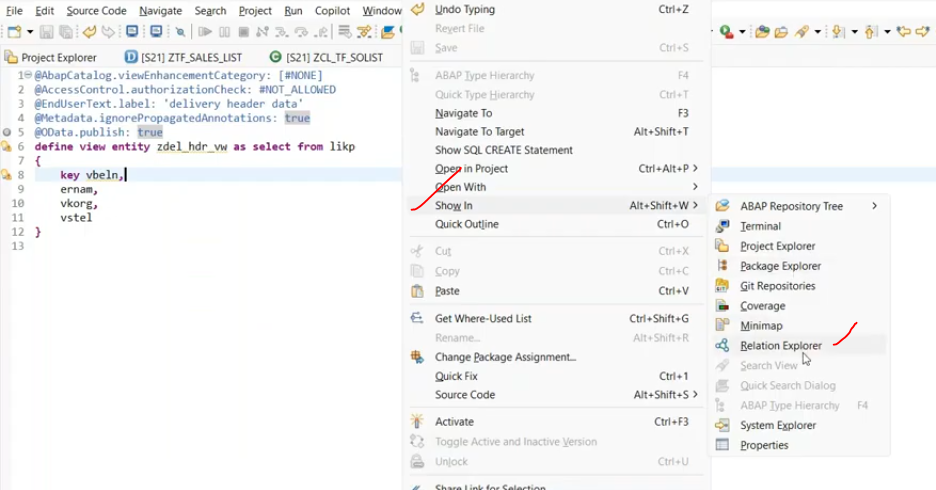 File Edit Source Code Navigate Search Project Run Copilot Window
Project Explorer [S21] ZTF_SALES_LIST [S21] ZCL_TF_SOLIST
1 @AbapCatalog.viewEnhancementCategory: [#NONE]
2 @AccessControl.authorizationCheck: #NOT_ALLOWED
3 @EndUserText.label: 'delivery header data'
4 @Metadata.ignorePropagatedAnnotations: true
5 @OData.publish: true
6 define view entity zdel_hdr_vw as select from likp
7 {
8 key vbeln,
9 ernam,
10 vkorg,
11 vstel
12 }
13
Undo Typing Ctrl+Z
Revert File
Save Ctrl+S
ABAP Type Hierarchy F4
Quick Type Hierarchy Ctrl+T
Navigate To F3
Navigate To Target Alt+Shift+T
Show SQL CREATE Statement
Open in Project Ctrl+Alt+P >
Open With >
Show In Alt+Shift+W >
Quick Outline Ctrl+O
Cut Ctrl+X
Copy Ctrl+C
Paste Ctrl+V
Get Where-Used List Ctrl+Shift+G
Rename... Alt+Shift+R
Change Package Assignment...
Quick Fix Ctrl+1
Source Code Alt+Shift+S >
Activate Ctrl+F3
Toggle Active and Inactive Version
Unlock Ctrl+U
Share Link for Selection
ABAP Repository Tree >
Terminal
Project Explorer
Package Explorer
Git Repositories
Coverage
Minimap
Relation Explorer
Search View
Quick Search Dialog
ABAP Type Hierarchy F4
System Explorer
Properties